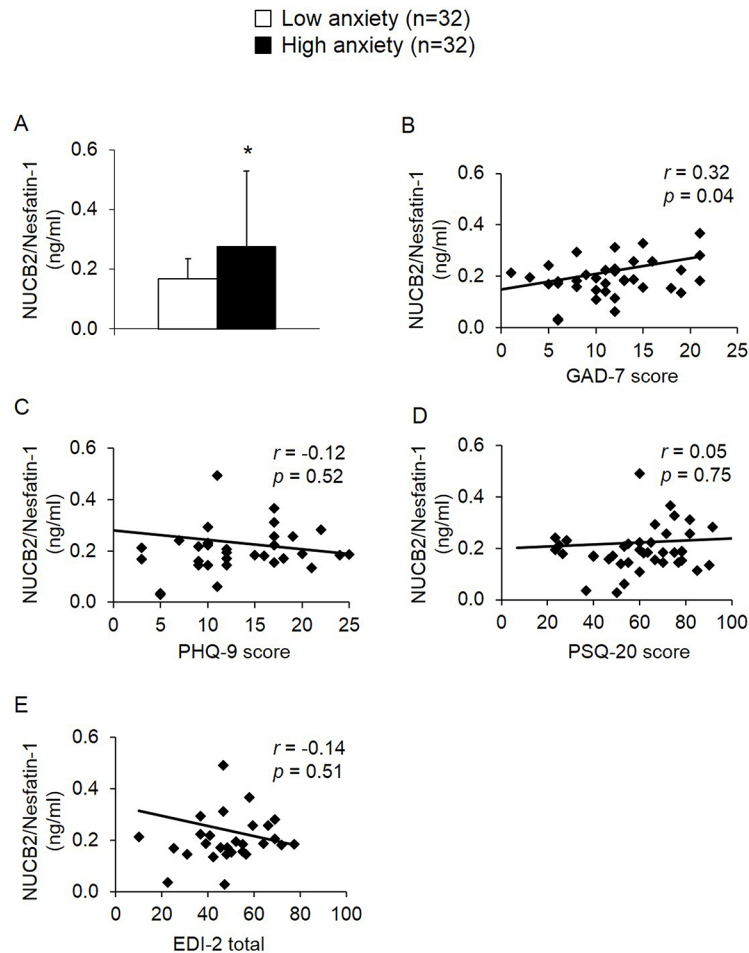 Low anxiety (n=32)
High anxiety (n=32)
A
NUCB2/Nesfatin-1
(ng/ml)
0.6
0.4
0.2
0.0
*
B
NUCB2/Nesfatin-1
(ng/ml)
0.6
0.4
0.2
0.0
r = 0.32
p = 0.04
0 5 10 15 20 25
GAD-7 score
C
NUCB2/Nesfatin-1
(ng/ml)
0.6
0.4
0.2
0.0
r = -0.12
p = 0.52
0 5 10 15 20 25
PHQ-9 score
D
NUCB2/Nesfatin-1
(ng/ml)
0.6
0.4
0.2
0.0
r = 0.05
p = 0.75
0 20 40 60 80 100
PSQ-20 score
E
NUCB2/Nesfatin-1
(ng/ml)
0.6
0.4
0.2
0.0
r = -0.14
p = 0.51
0 20 40 60 80 100
EDI-2 total